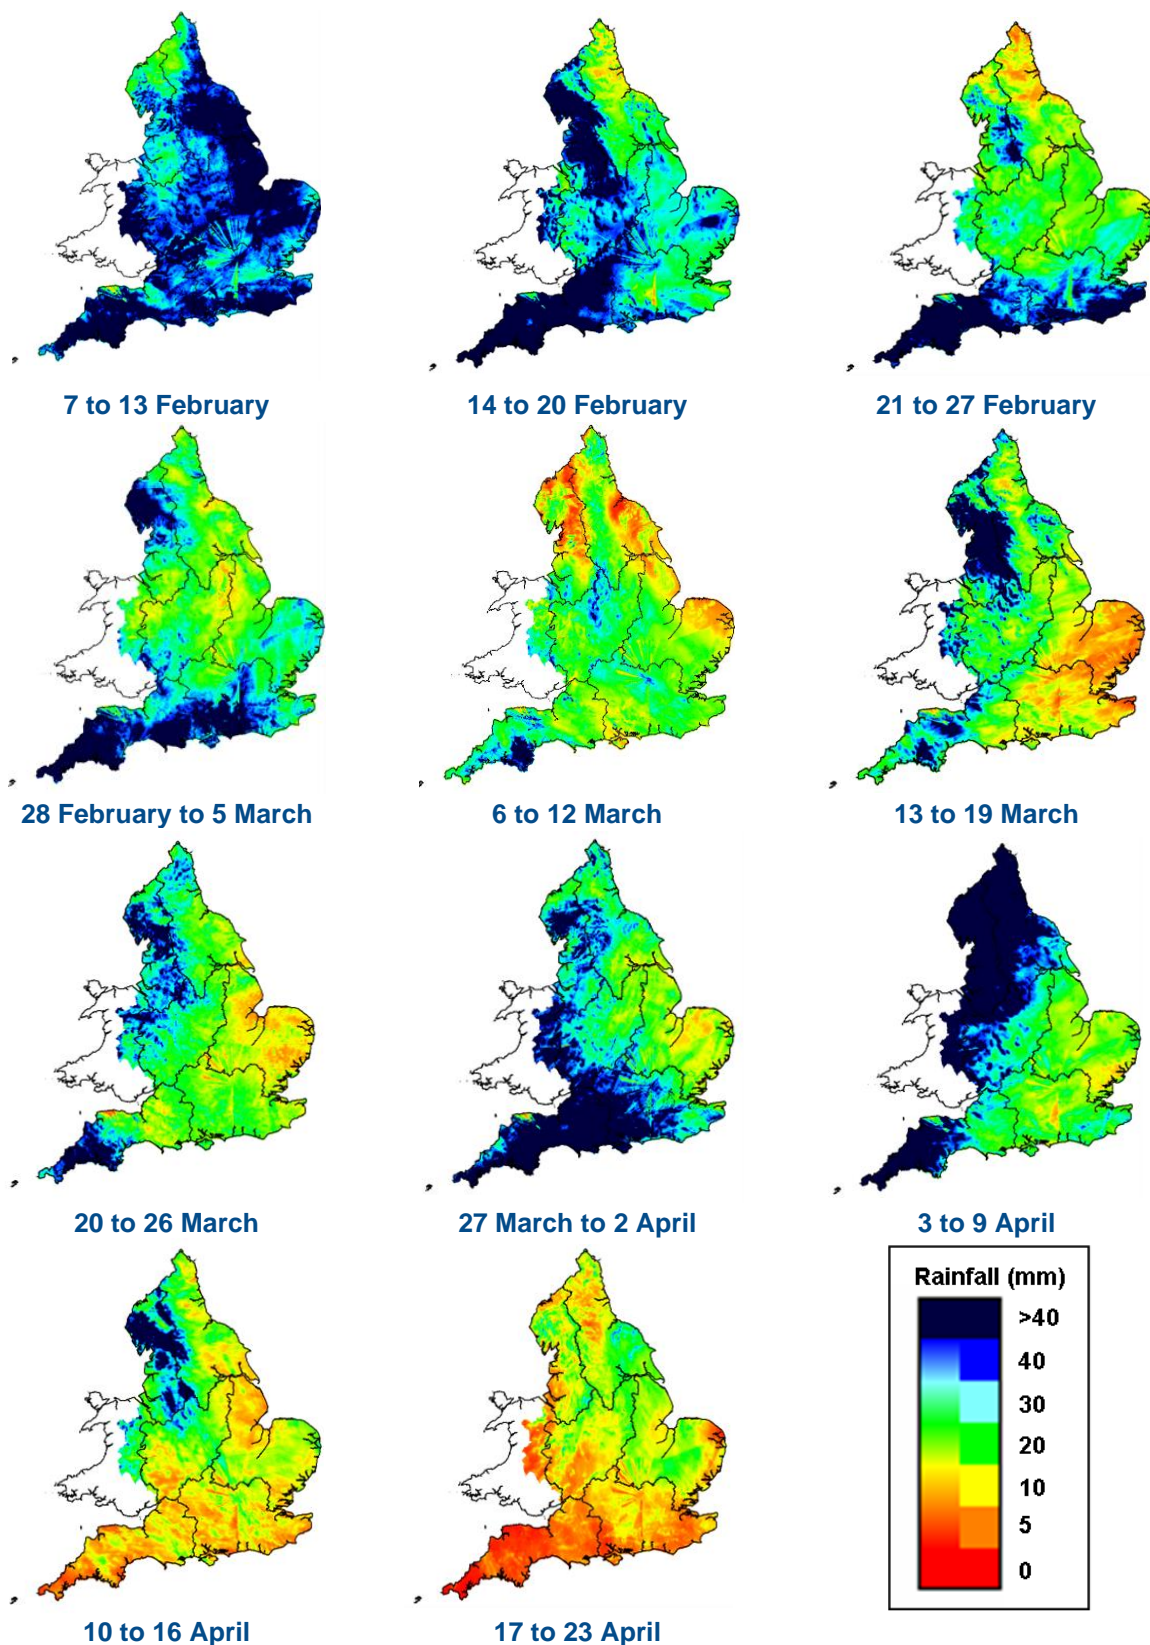 7 to 13 February
14 to 20 February
21 to 27 February
28 February to 5 March
6 to 12 March
13 to 19 March
20 to 26 March
27 March to 2 April
3 to 9 April
Rainfall (mm)
>40
40
30
20
10
5
0
10 to 16 April
17 to 23 April